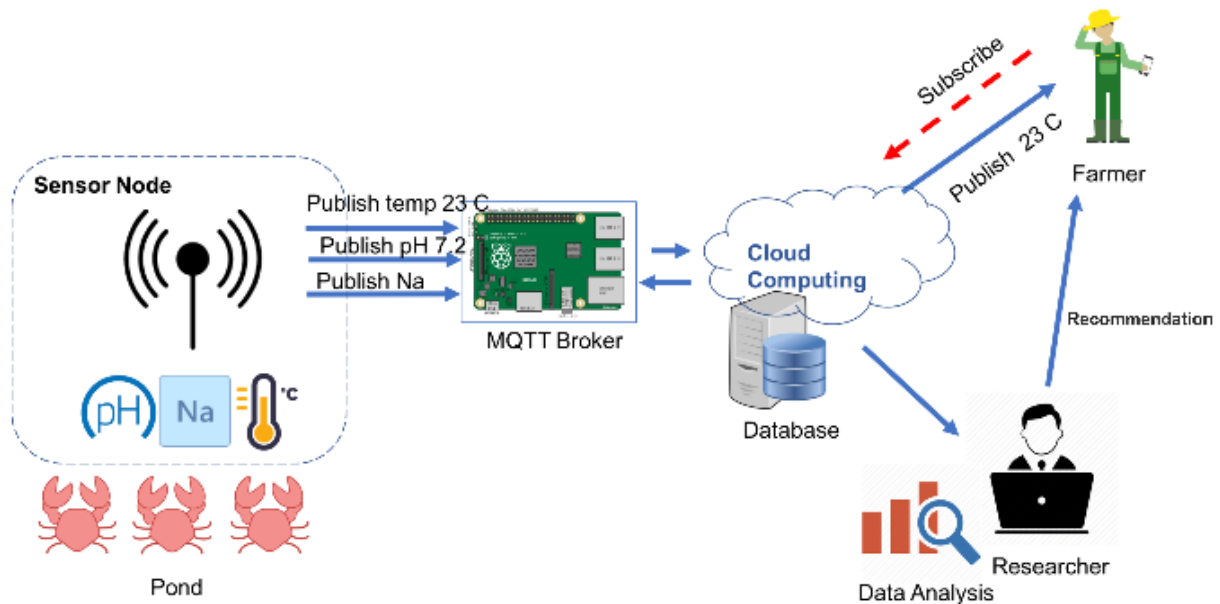 Sensor Node
pH
Na
°C
Pond
Publish temp 23 C
Publish pH 7.2
Publish Na
MQTT Broker
Cloud
Computing
Database
Subscribe
Publish 23 C
Farmer
Recommendation
Researcher
Data Analysis